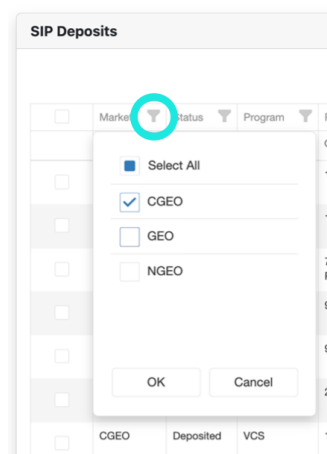 SIP Deposits
Market Status Program
Select All
CGEO
GEO
NGEO
OK Cancel
CGEO Deposited VCS